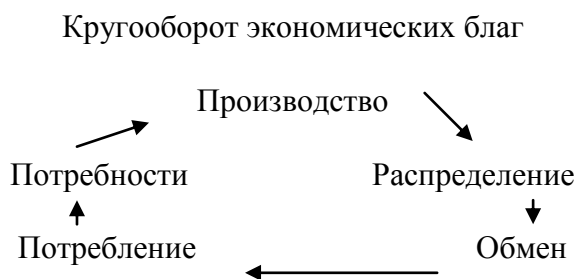 Кругооборот экономических благ
Производство
Потребности Распределение
Потребление Обмен